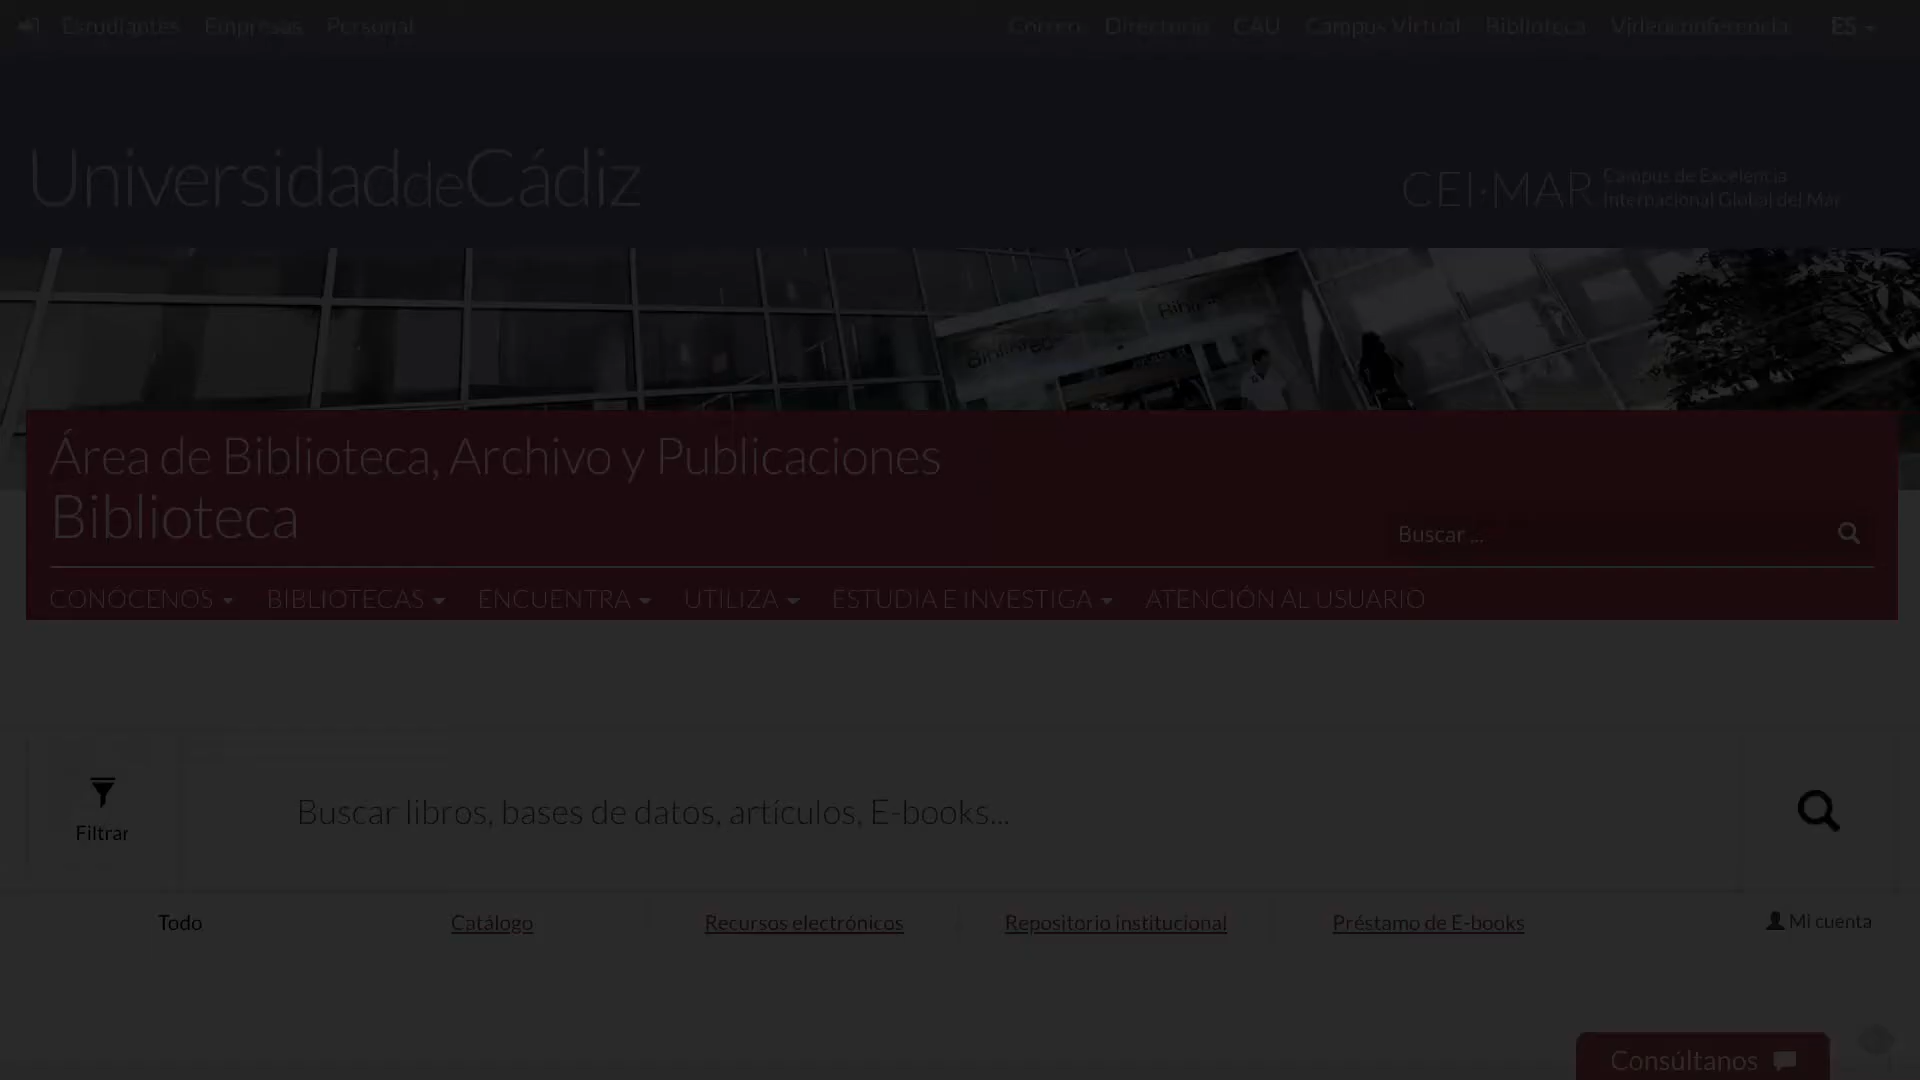 Estudiantes Empresas Personal Correo Directorio CAU Campus Virtual Biblioteca Videoconferencia ES
UniversidaddeCádiz
CEI·MAR Campus de Excelencia
Internacional Global del Mar
Biblioteca
Área de Biblioteca, Archivo y Publicaciones
Biblioteca
Buscar ...
CONOCENOS BIBLIOTECAS ENCUENTRA UTILIZA ESTUDIA E INVESTIGA ATENCIÓN AL USUARIO
Filtrar
Buscar libros, bases de datos, artículos, E-books...
Todo Catálogo Recursos electrónicos Repositorio institucional Préstamo de E-books Mi cuenta
Consúltanos